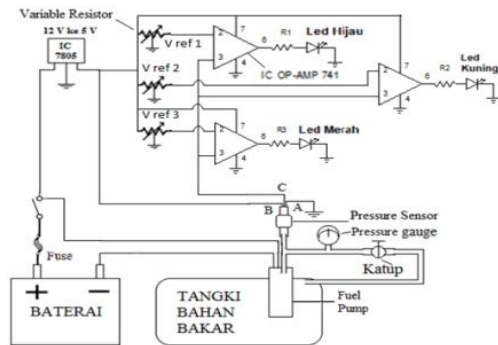 Variable Resistor
12 V ke 5 V
IC
7805
V ref 1
V ref 2
V ref 3
2
3
7
4
6
R1
Led Hijau
IC OP-AMP 741
2
3
7
4
6
R2
Led
Kuning
2
3
7
4
6
R3
Led Merah
C
B
A
Pressure Sensor
Pressure gauge
Katup
Fuse
+
−
BATERAI
TANGKI
BAHAN
BAKAR
Fuel
Pump